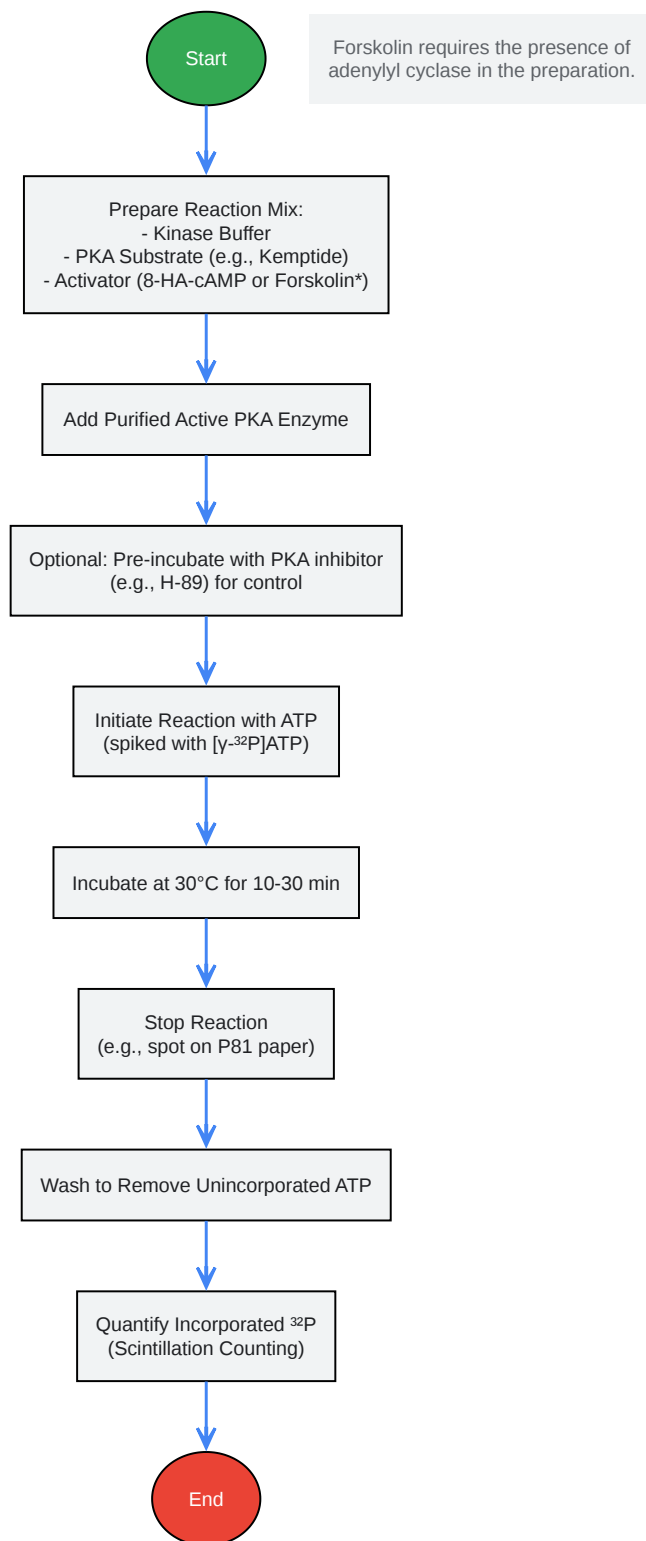 Start
Forskolin requires the presence of
adenylyl cyclase in the preparation.
Prepare Reaction Mix:
- Kinase Buffer
- PKA Substrate (e.g., Kemptide)
- Activator (8-HA-cAMP or Forskolin*)
Add Purified Active PKA Enzyme
Optional: Pre-incubate with PKA inhibitor
(e.g., H-89) for control
Initiate Reaction with ATP
(spiked with [γ-³²P]ATP)
Incubate at 30°C for 10-30 min
Stop Reaction
(e.g., spot on P81 paper)
Wash to Remove Unincorporated ATP
Quantify Incorporated ³²P
(Scintillation Counting)
End